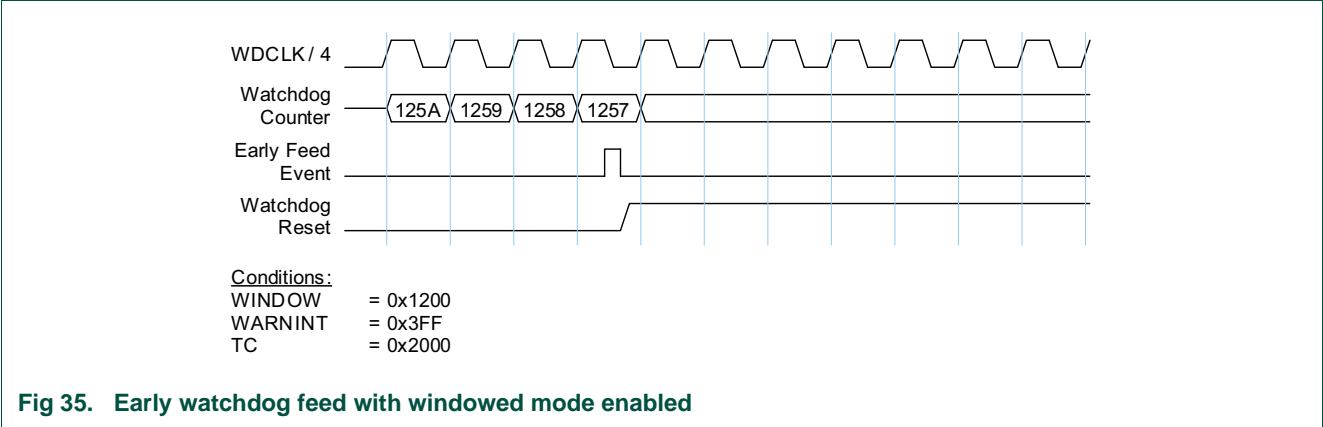 WDCLK / 4
Watchdog
Counter
125A 1259 1258 1257
Early Feed
Event
Watchdog
Reset
Conditions:
WINDOW = 0x1200
WARNINT = 0x3FF
TC = 0x2000
Fig 35. Early watchdog feed with windowed mode enabled